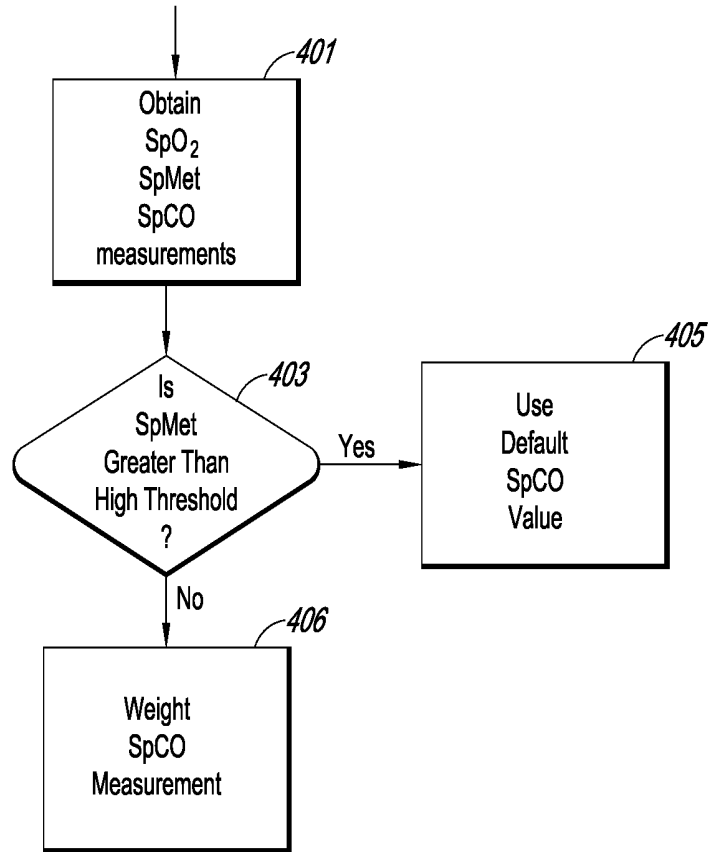 401
Obtain
SpO₂
SpMet
SpCO
measurements
403
Is
SpMet
Greater Than
High Threshold
?
Yes
405
Use
Default
SpCO
Value
No
406
Weight
SpCO
Measurement